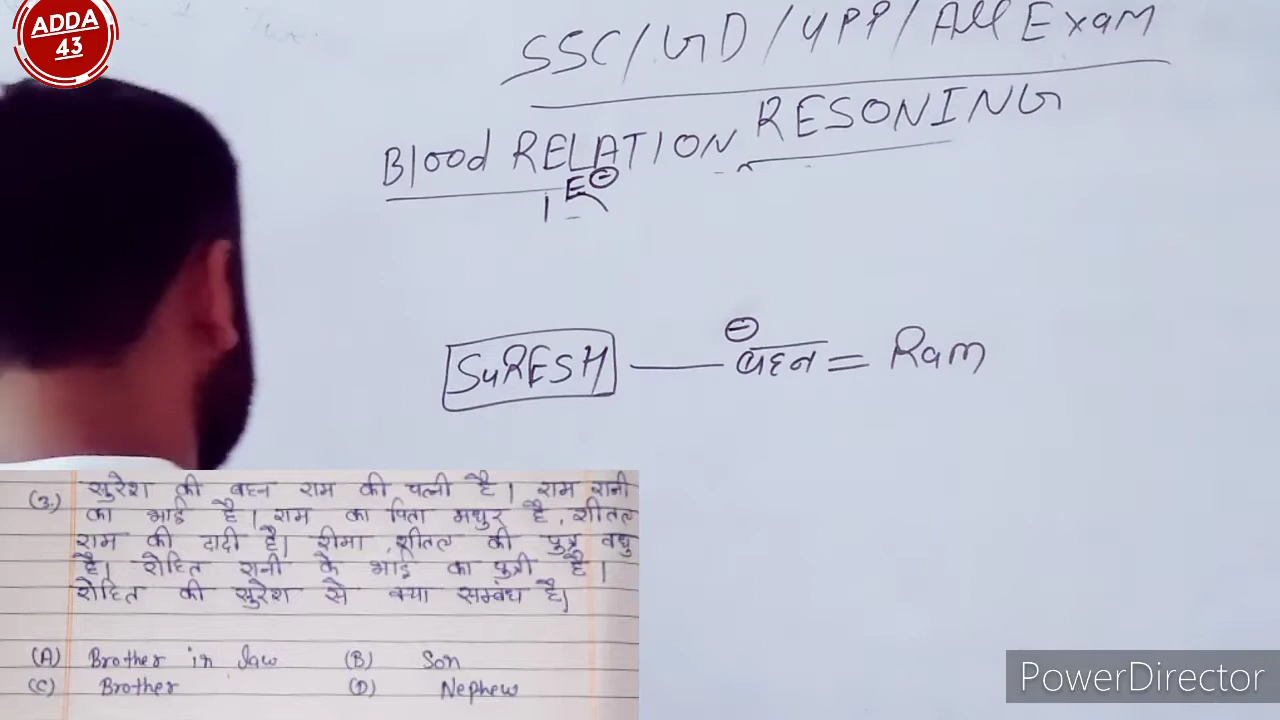 ADDA
43
SSC/GD/UPP/All Exam
Blood RELATION RESONING
E
SuRESH — बहन = Ram
(3.) सुरेश की बहन राम की पत्नी है। राम रानी
का भाई है। राम का पिता मधुर है, शीतल
राम की दादी है। रीमा, शीतल की पुत्र वधु
है। रोहित रानी के भाई का पुत्री है।
रोहित की सुरेश से क्या सम्बंध है।
(A) Brother in law (B) Son
(C) Brother (D) Nephew
PowerDirector